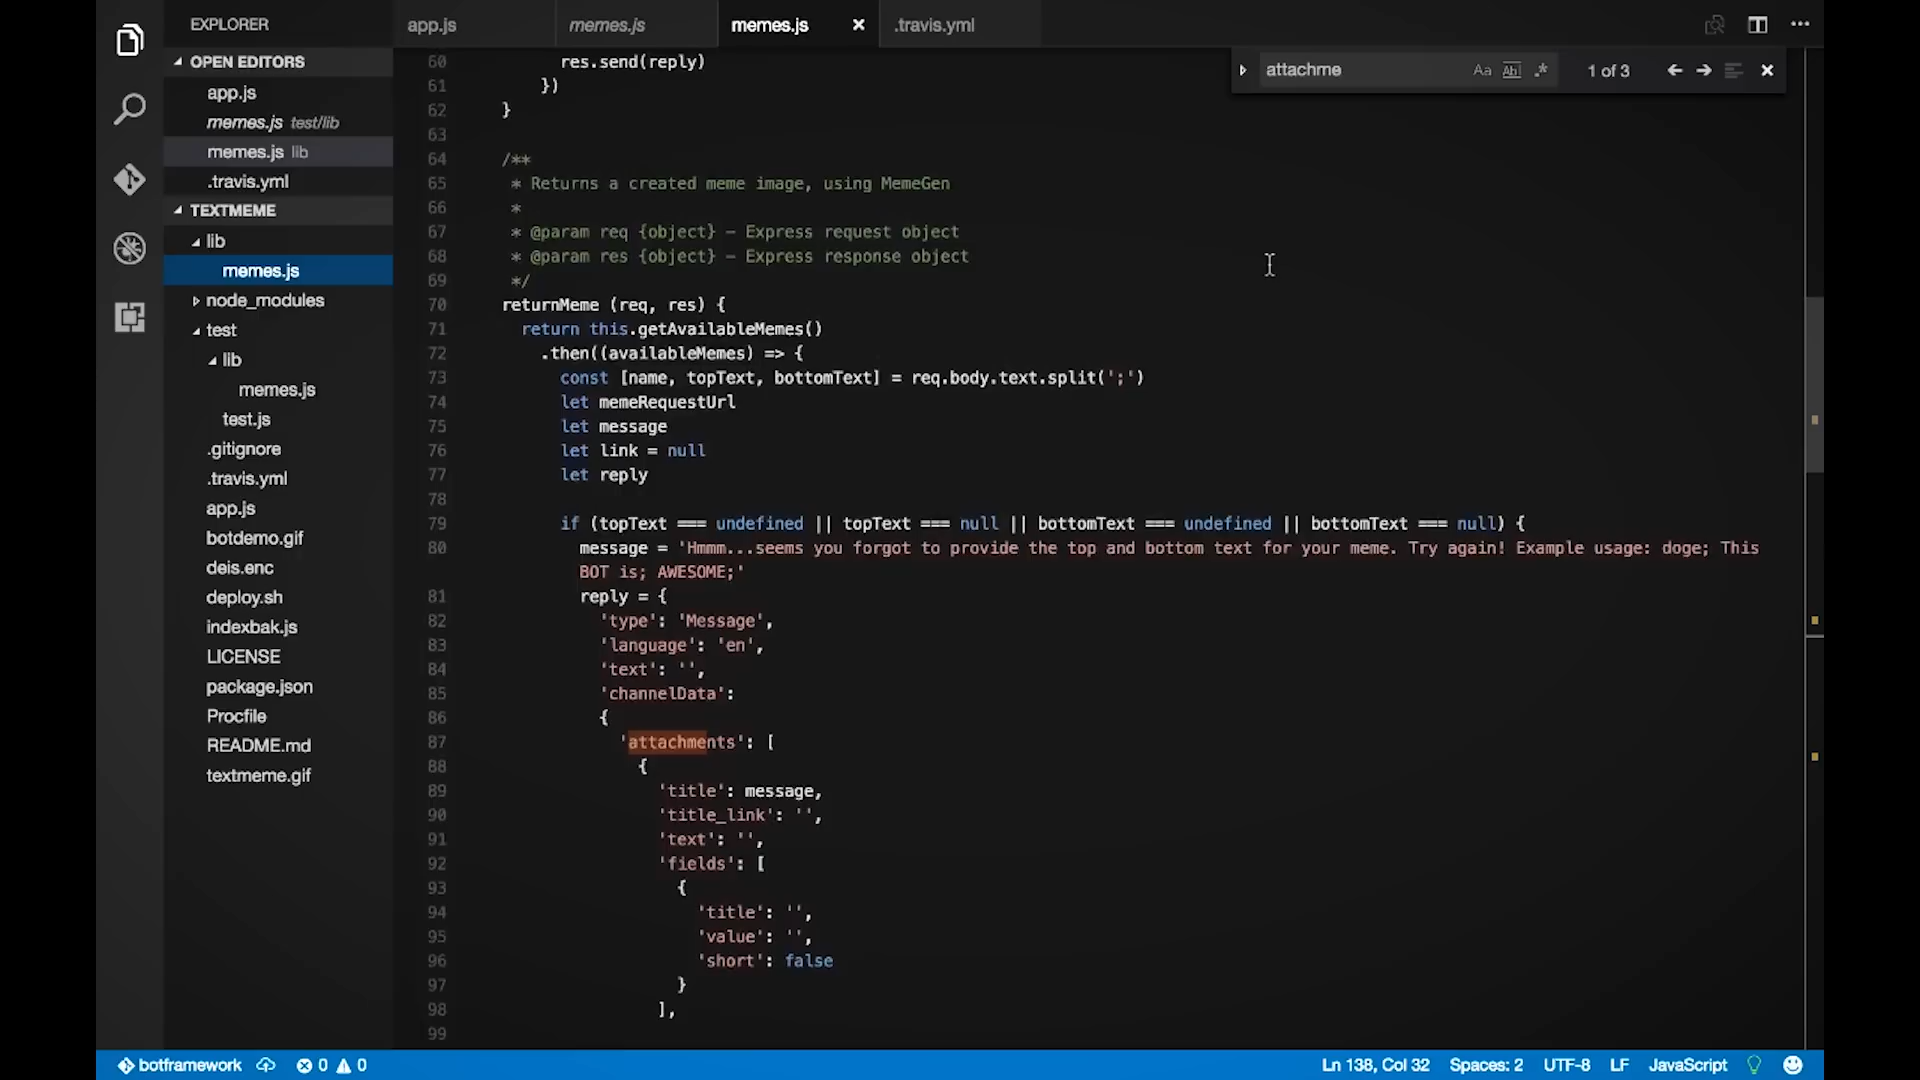 EXPLORER
OPEN EDITORS
app.js
memes.js test/lib
memes.js lib
.travis.yml
TEXTMEME
lib
memes.js
node_modules
test
lib
memes.js
test.js
.gitignore
.travis.yml
app.js
botdemo.gif
deis.enc
deploy.sh
indexbak.js
LICENSE
package.json
Procfile
README.md
textmeme.gif
app.js memes.js memes.js .travis.yml
attachme Aa Abl .* 1 of 3
60 res.send(reply)
61 })
62 }
63
64 /**
65 * Returns a created meme image, using MemeGen
66 *
67 * @param req {object} – Express request object
68 * @param res {object} – Express response object
69 */
70 returnMeme (req, res) {
71 return this.getAvailableMemes()
72 .then((availableMemes) => {
73 const [name, topText, bottomText] = req.body.text.split(';')
74 let memeRequestUrl
75 let message
76 let link = null
77 let reply
78
79 if (topText === undefined || topText === null || bottomText === undefined || bottomText === null) {
80 message = 'Hmmm...seems you forgot to provide the top and bottom text for your meme. Try again! Example usage: doge; This
BOT is; AWESOME;'
81 reply = {
82 'type': 'Message',
83 'language': 'en',
84 'text': '',
85 'channelData':
86 {
87 'attachments': [
88 {
89 'title': message,
90 'title_link': '',
91 'text': '',
92 'fields': [
93 {
94 'title': '',
95 'value': '',
96 'short': false
97 }
98 ],
99
botframework 0 0 Ln 138, Col 32 Spaces: 2 UTF-8 LF JavaScript